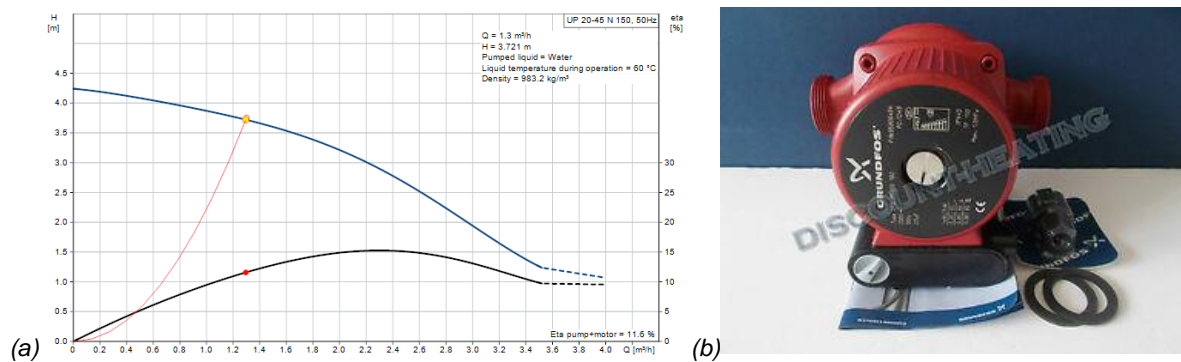 H
[m]
UP 20-45 N 150, 50Hz
eta
[%]
Q = 1.3 m³/h
H = 3.721 m
Pumped liquid = Water
Liquid temperature during operation = 60 °C
Density = 983.2 kg/m³
4.5
4.0
3.5
3.0
2.5
2.0
1.5
1.0
0.5
0.0
30
25
20
15
10
5
0
Eta pump+motor = 11.6 %
0 0.2 0.4 0.6 0.8 1.0 1.2 1.4 1.6 1.8 2.0 2.2 2.4 2.6 2.8 3.0 3.2 3.4 3.6 3.8 4.0 Q [m³/h]
(a)
GRUNDFOS
DISCOUNT-HEATING
CE
GRUNDFOS
(b)